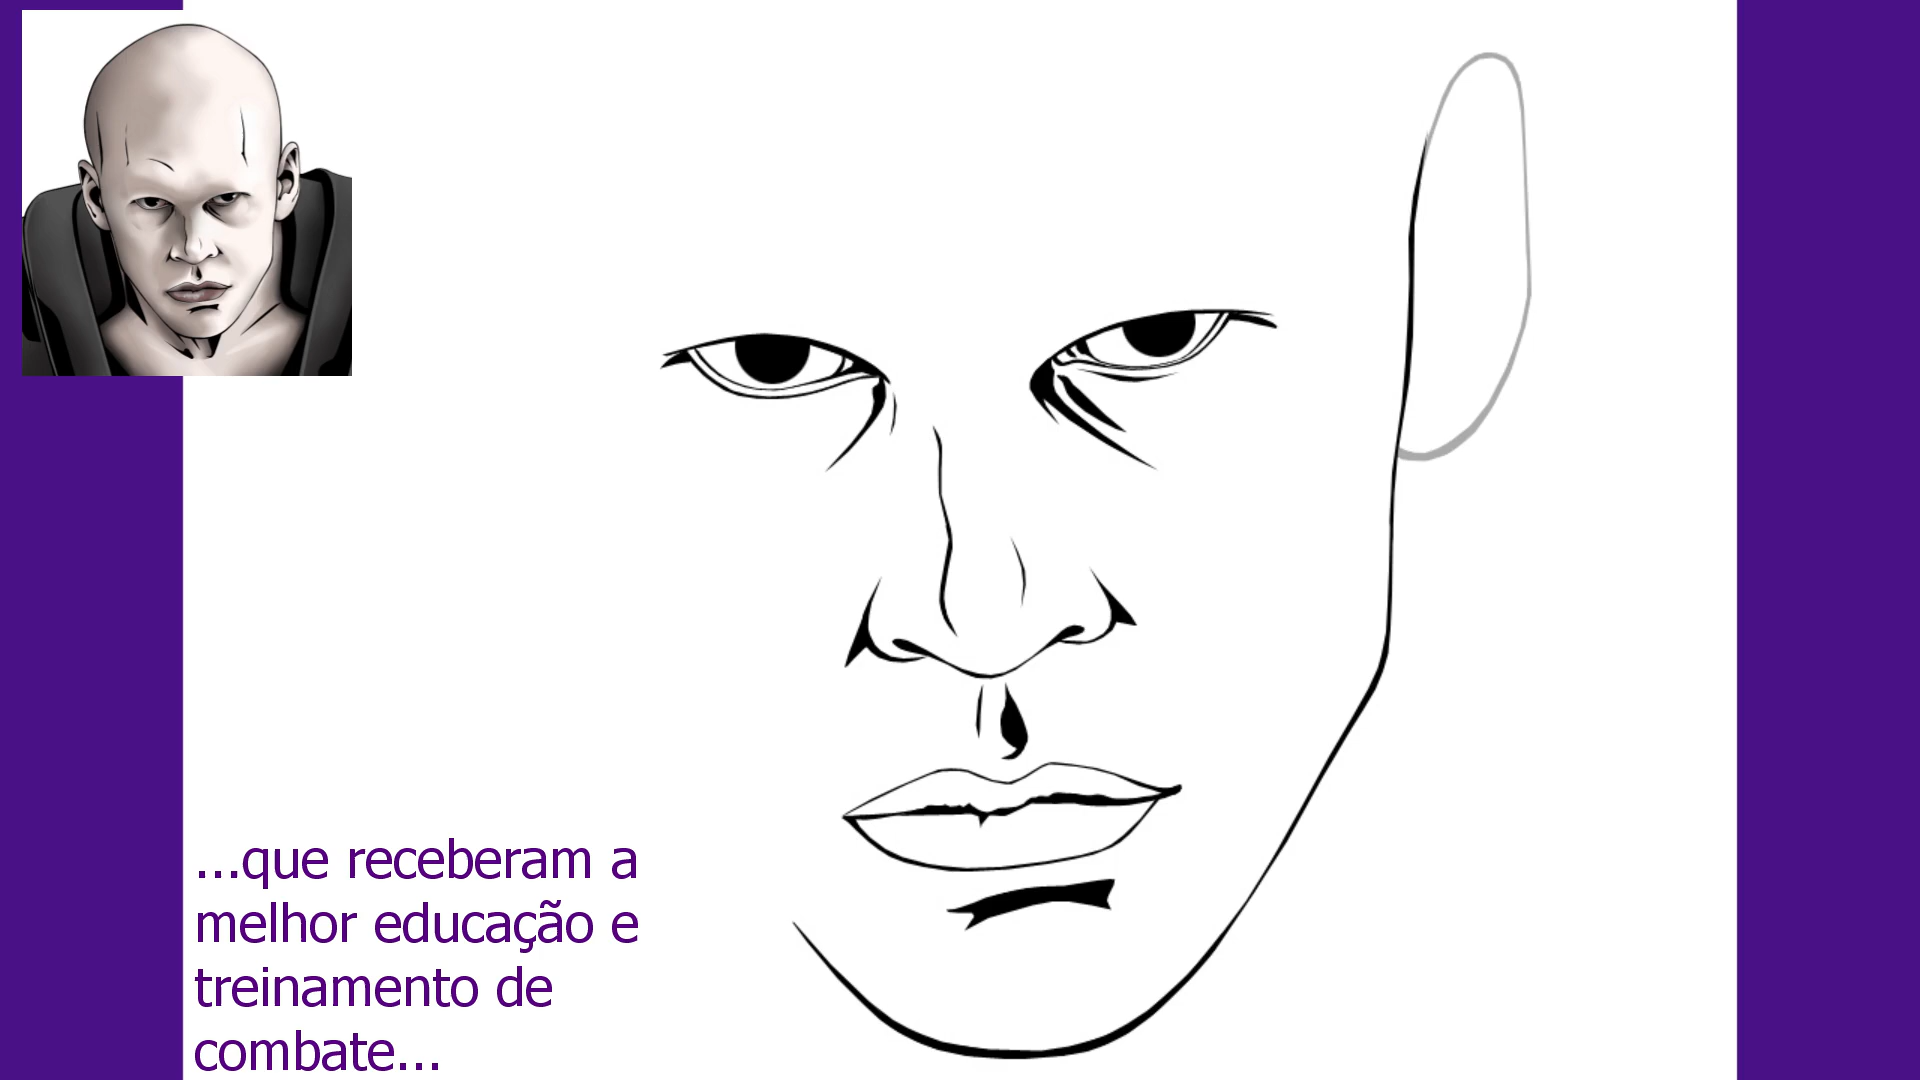 ...que receberam a
melhor educação e
treinamento de
combate...